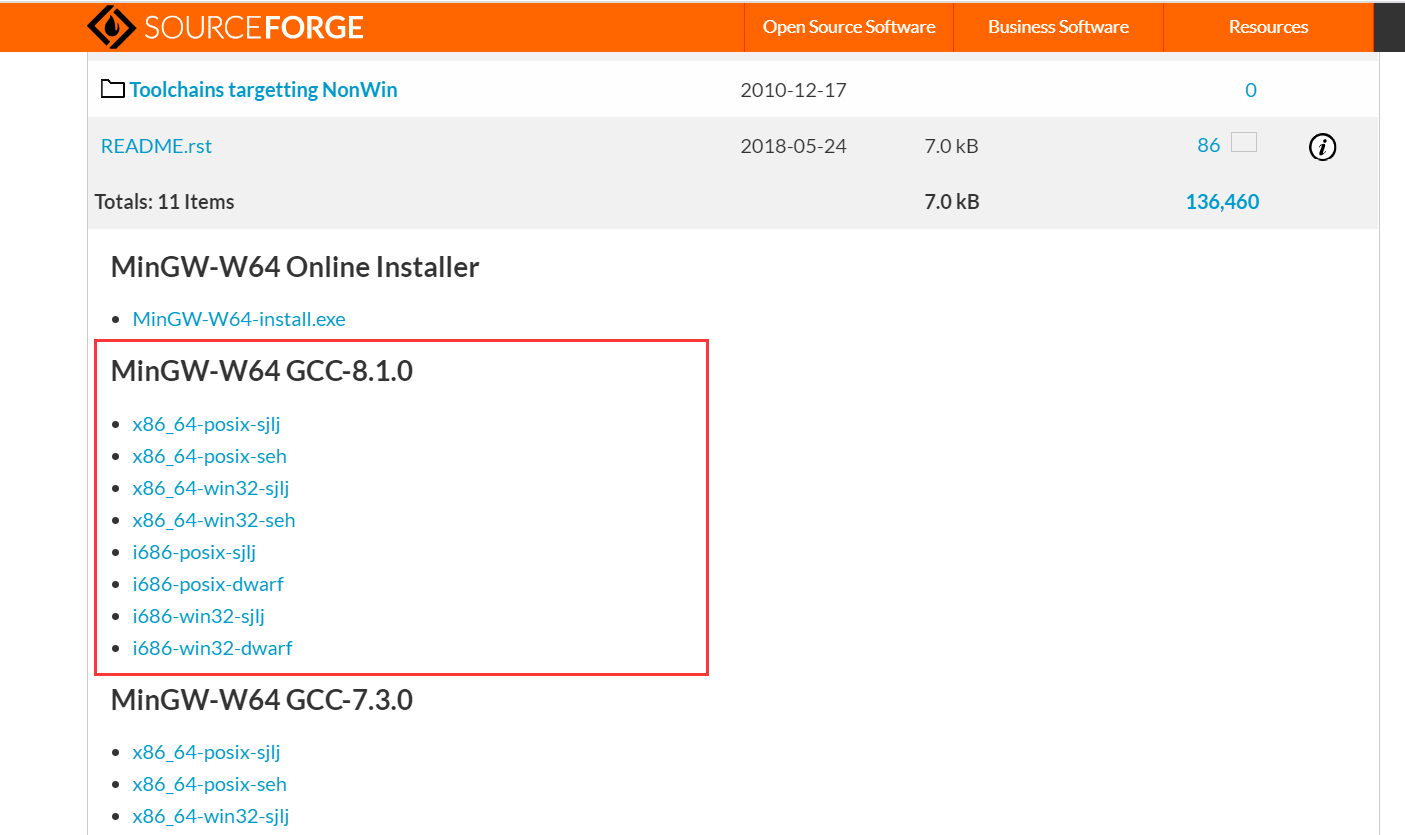 SOURCEFORGE Open Source Software Business Software Resources
Toolchains targetting NonWin 2010-12-17 0
README.rst 2018-05-24 7.0 kB 86 i
Totals: 11 Items 7.0 kB 136,460
MinGW-W64 Online Installer
• MinGW-W64-install.exe
MinGW-W64 GCC-8.1.0
• x86_64-posix-sjlj
• x86_64-posix-seh
• x86_64-win32-sjlj
• x86_64-win32-seh
• i686-posix-sjlj
• i686-posix-dwarf
• i686-win32-sjlj
• i686-win32-dwarf
MinGW-W64 GCC-7.3.0
• x86_64-posix-sjlj
• x86_64-posix-seh
• x86_64-win32-sjlj